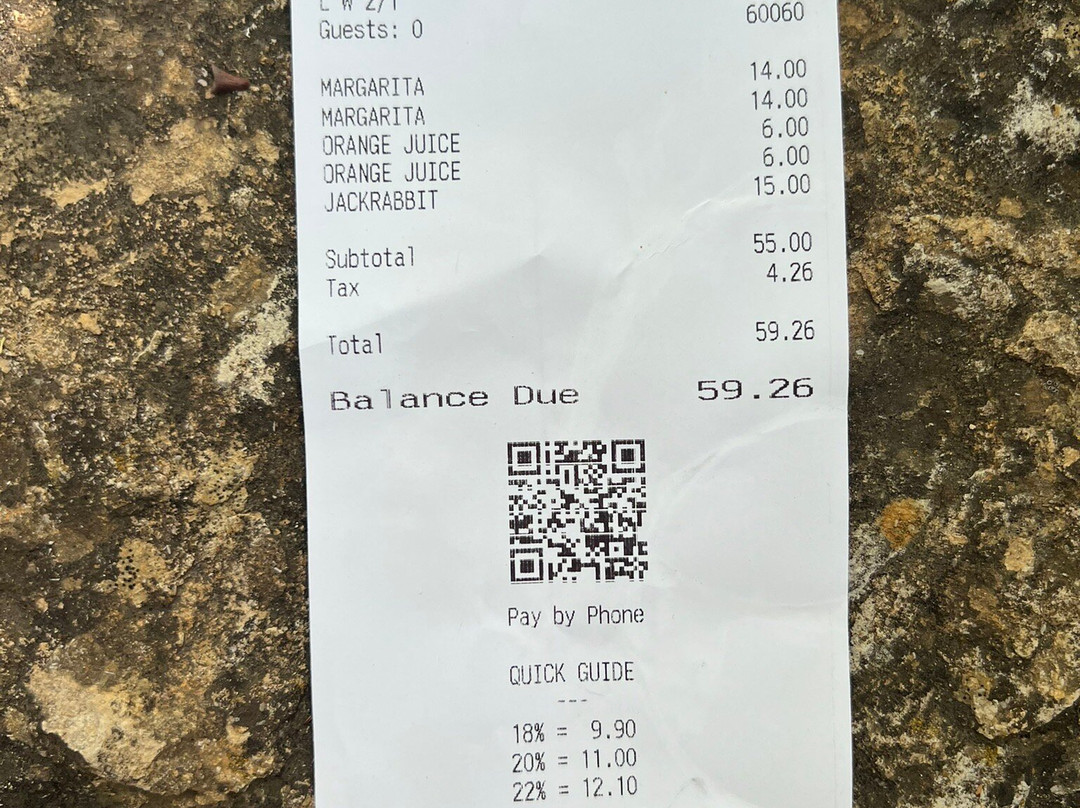 L W 2/1 60060
Guests: 0
MARGARITA 14.00
MARGARITA 14.00
ORANGE JUICE 6.00
ORANGE JUICE 6.00
JACKRABBIT 15.00
Subtotal 55.00
Tax 4.26
Total 59.26
Balance Due 59.26
Pay by Phone
QUICK GUIDE
---
18% = 9.90
20% = 11.00
22% = 12.10